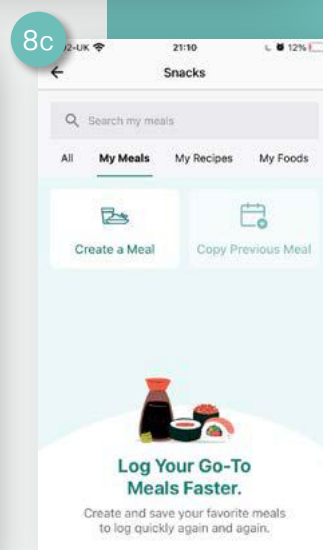 8c
02-UK 21:10 12%
Snacks
Search my meals
All My Meals My Recipes My Foods
Create a Meal Copy Previous Meal
Log Your Go-To
Meals Faster.
Create and save your favorite meals
to log quickly again and again.